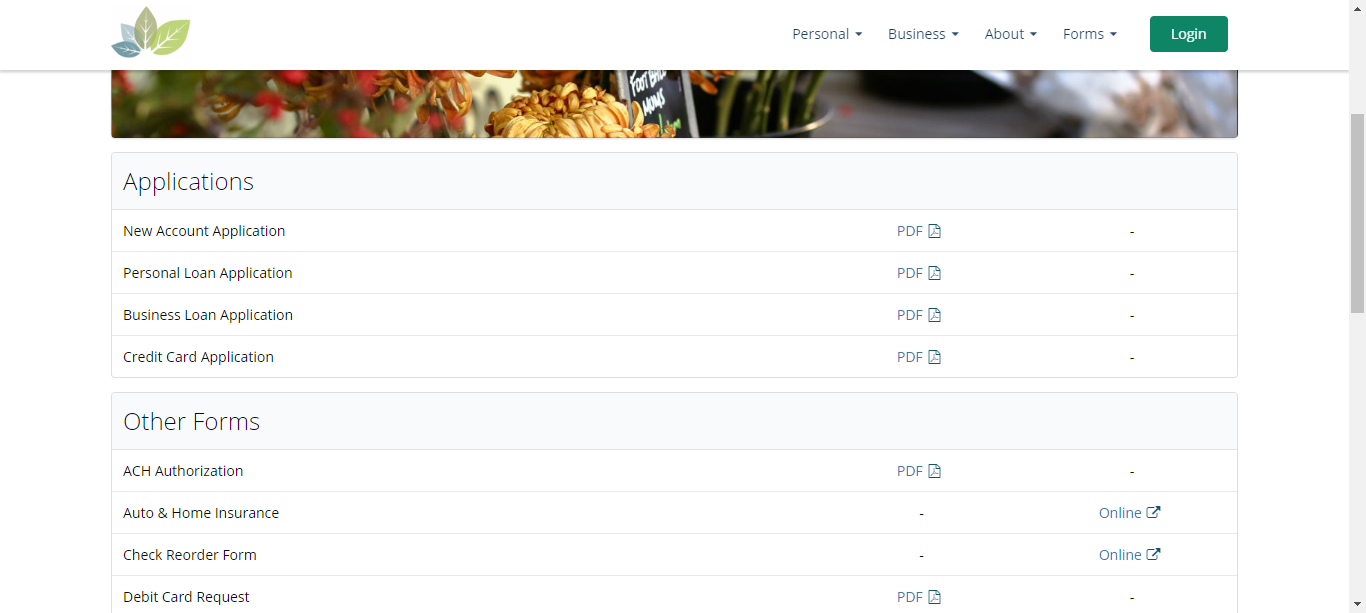 Personal Business About Forms Login
FOOTBALL
MUMS
Applications
New Account Application PDF -
Personal Loan Application PDF -
Business Loan Application PDF -
Credit Card Application PDF -
Other Forms
ACH Authorization PDF -
Auto & Home Insurance - Online
Check Reorder Form - Online
Debit Card Request PDF -